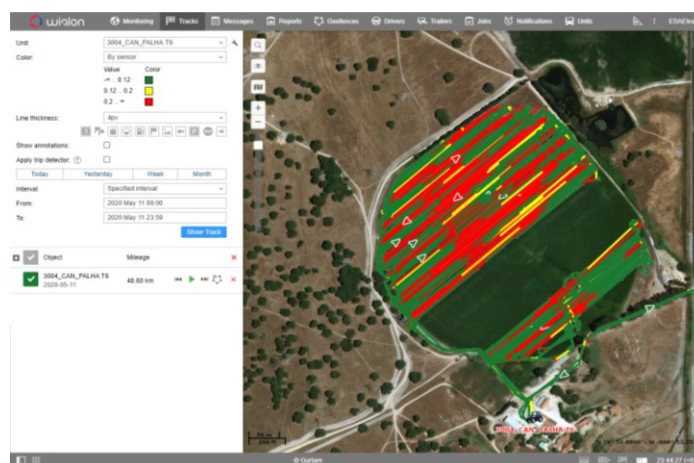 wialon Monitoring Tracks Messages Reports Geofences Drivers Trailers Jobs Notifications Units
Unit: 3004_CAN_PALHA T6
Color: By sensor
Value Color
-∞ .. 0.12
0.12 .. 0.2
0.2 .. ∞
Line thickness: 4px
Show annotations:
Apply trip detector:
Today Yesterday Week Month
Interval: Specified interval
From: 2020 May 11 00:00
To: 2020 May 11 23:59
Show Track
Object Mileage
3004_CAN_PALHA T6
2020-05-11
48.60 km
3004_CAN_PALHA T6
© Gurtam